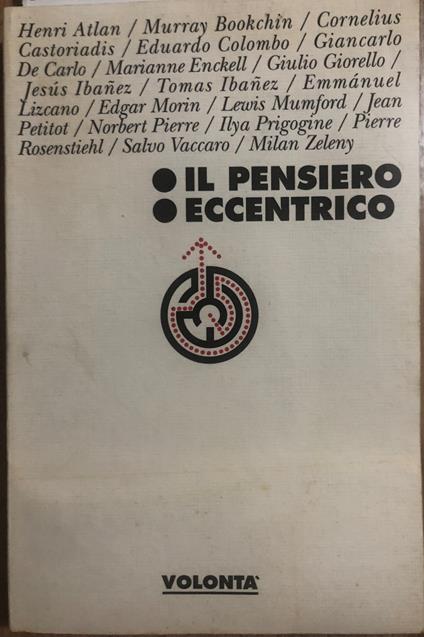 Henri Atlan / Murray Bookchin / Cornelius
Castoriadis / Eduardo Colombo / Giancarlo
De Carlo / Marianne Enckell / Giulio Giorello /
Jesùs Ibañez / Tomas Ibañez / Emmánuel
Lizcano / Edgar Morin / Lewis Mumford / Jean
Petitot / Norbert Pierre / Ilya Prigogine / Pierre
Rosenstiehl / Salvo Vaccaro / Milan Zeleny
IL PENSIERO
ECCENTRICO
VOLONTÀ